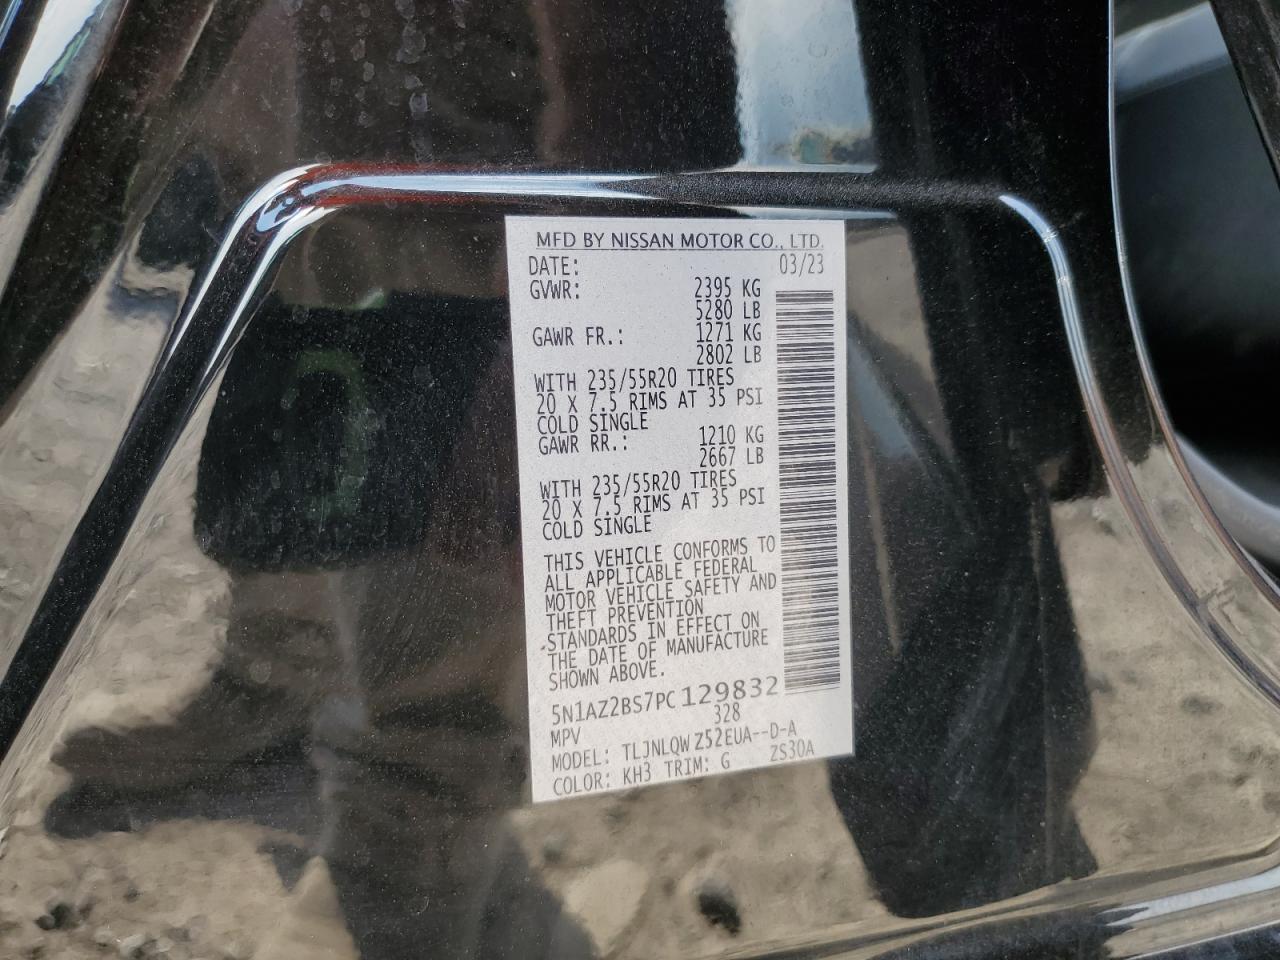 MFD BY NISSAN MOTOR CO., LTD.
DATE: 03/23
GVWR: 2395 KG
5280 LB
GAWR FR.: 1271 KG
2802 LB
WITH 235/55R20 TIRES
20 X 7.5 RIMS AT 35 PSI
COLD SINGLE
GAWR RR.: 1210 KG
2667 LB
WITH 235/55R20 TIRES
20 X 7.5 RIMS AT 35 PSI
COLD SINGLE
THIS VEHICLE CONFORMS TO
ALL APPLICABLE FEDERAL
MOTOR VEHICLE SAFETY AND
THEFT PREVENTION
STANDARDS IN EFFECT ON
THE DATE OF MANUFACTURE
SHOWN ABOVE.
5N1AZ2BS7PC129832
MPV 328
MODEL: TLJNLQWZ52EUA--D-A
COLOR: KH3 TRIM: G ZS30A